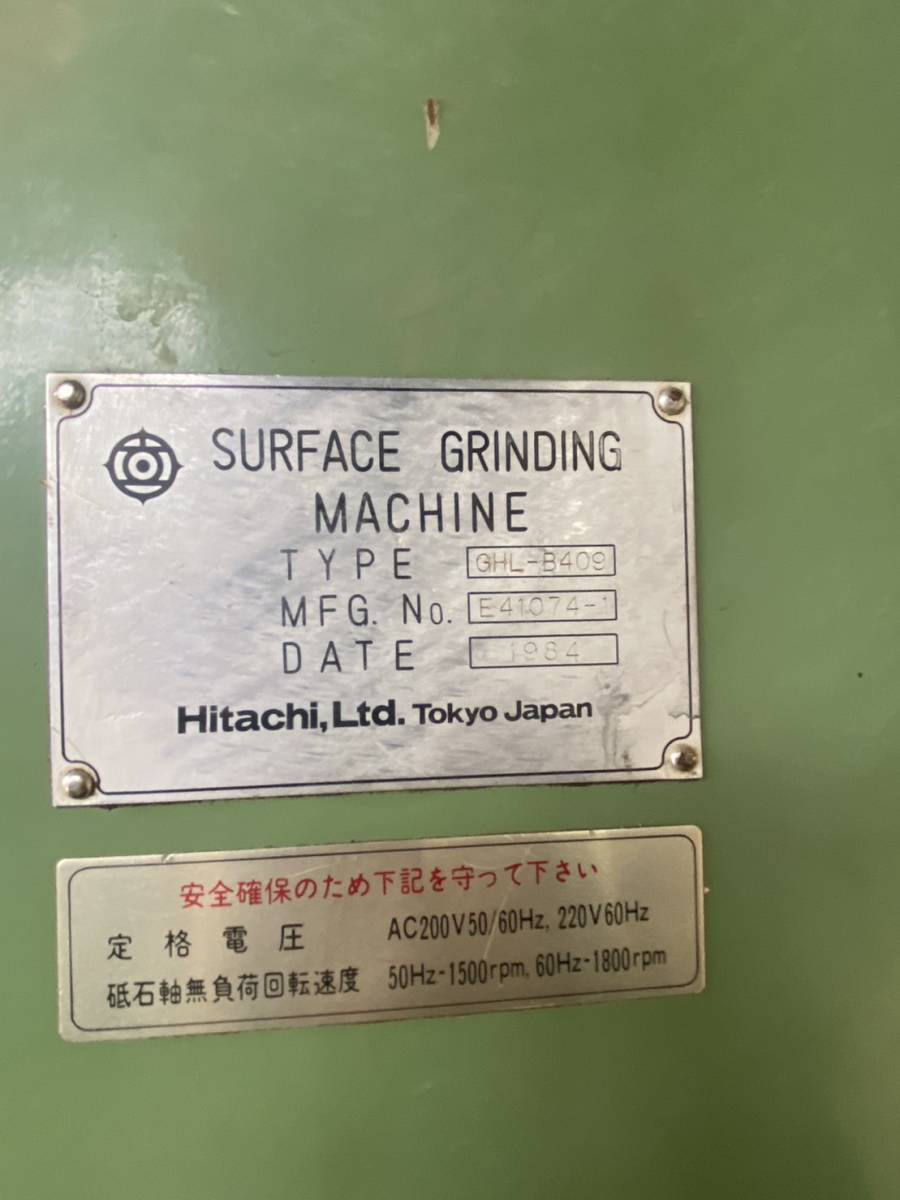 SURFACE GRINDING
MACHINE
TYPE GHL-B409
MFG. No. E41074-1
DATE 1984
Hitachi, Ltd. Tokyo Japan
安全確保のため下記を守って下さい
定格電圧 AC200V50/60Hz, 220V60Hz
砥石軸無負荷回転速度 50Hz-1500rpm, 60Hz-1800rpm